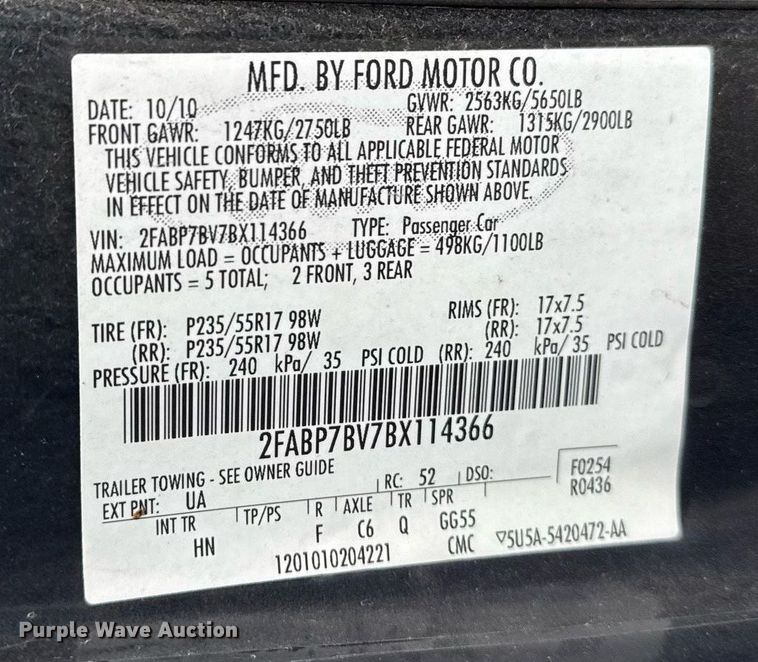 MFD. BY FORD MOTOR CO.
DATE: 10/10 GVWR: 2563KG/5650LB
FRONT GAWR: 1247KG/2750LB REAR GAWR: 1315KG/2900LB
THIS VEHICLE CONFORMS TO ALL APPLICABLE FEDERAL MOTOR
VEHICLE SAFETY, BUMPER, AND THEFT PREVENTION STANDARDS
IN EFFECT ON THE DATE OF MANUFACTURE SHOWN ABOVE.
VIN: 2FABP7BV7BX114366 TYPE: Passenger Car
MAXIMUM LOAD = OCCUPANTS + LUGGAGE = 498KG/1100LB
OCCUPANTS = 5 TOTAL; 2 FRONT, 3 REAR
TIRE (FR): P235/55R17 98W RIMS (FR): 17x7.5
(RR): P235/55R17 98W (RR): 17x7.5
PRESSURE (FR): 240 kPa/ 35 PSI COLD (RR): 240 kPa/ 35 PSI COLD
2FABP7BV7BX114366
TRAILER TOWING - SEE OWNER GUIDE
EXT PNT: UA RC: 52 DSO: F0254
R0436
INT TR TP/PS R AXLE TR SPR
HN F C6 Q GG55
1201010204221 CMC ▽5U5A-5420472-AA
Purple Wave Auction